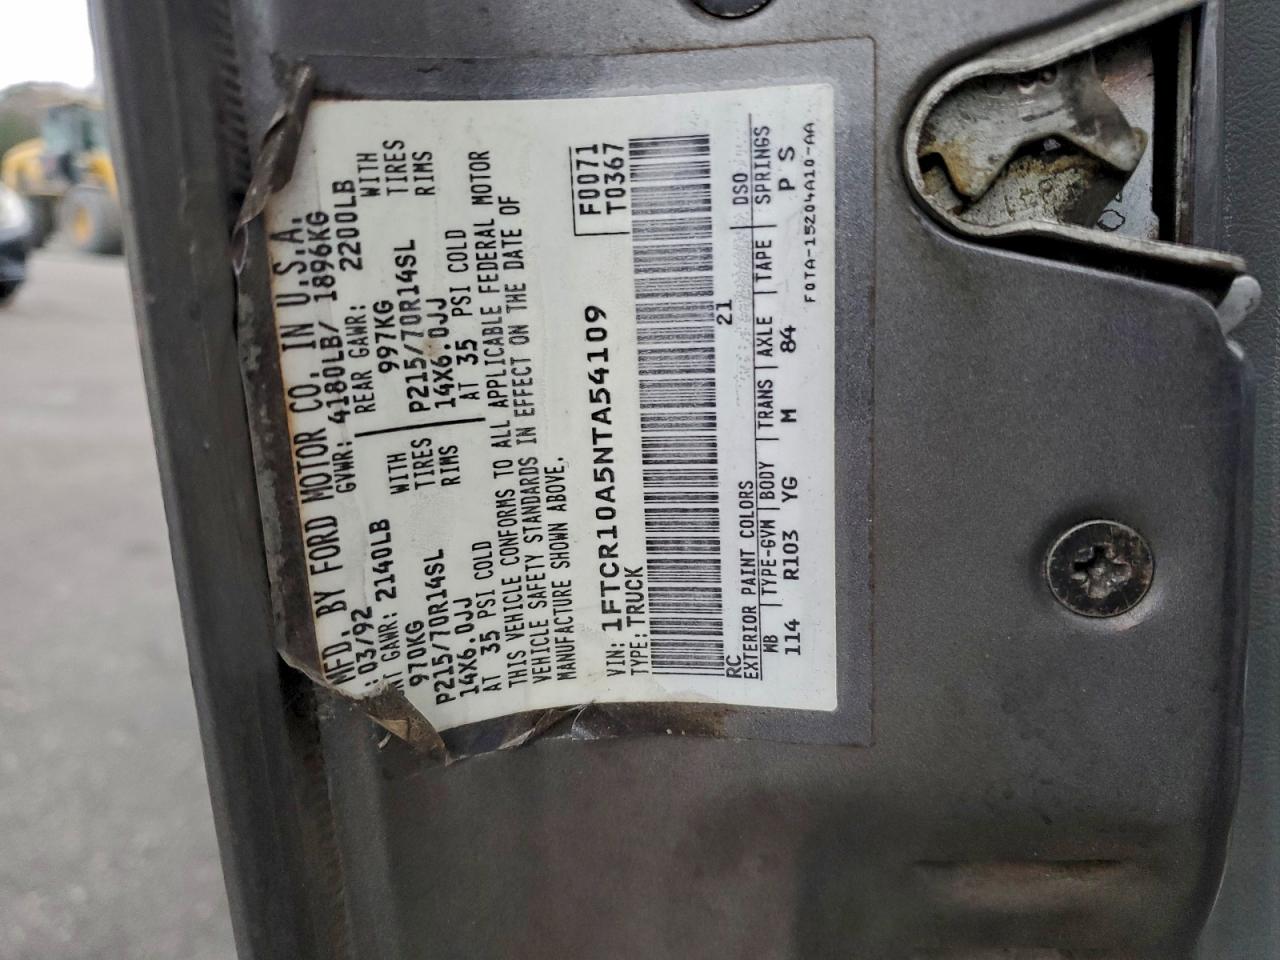 MFD. BY FORD MOTOR CO. IN U.S.A.
: 03/92 GVWR: 4180LB/ 1896KG
NT GAWR: 2140LB REAR GAWR: 2200LB
970KG WITH 997KG WITH
P215/70R14SL TIRES P215/70R14SL TIRES
14X6.0JJ RIMS 14X6.0JJ RIMS
AT 35 PSI COLD AT 35 PSI COLD
THIS VEHICLE CONFORMS TO ALL APPLICABLE FEDERAL MOTOR
VEHICLE SAFETY STANDARDS IN EFFECT ON THE DATE OF
MANUFACTURE SHOWN ABOVE.
F0071
T0367
VIN: 1FTCR10A5NTA54109
TYPE: TRUCK
21
RC
EXTERIOR PAINT COLORS DSO
WB TYPE-GVW BODY TRANS AXLE TAPE SPRINGS
114 R103 YG M 84 P S
F0TA-15204A10-AA